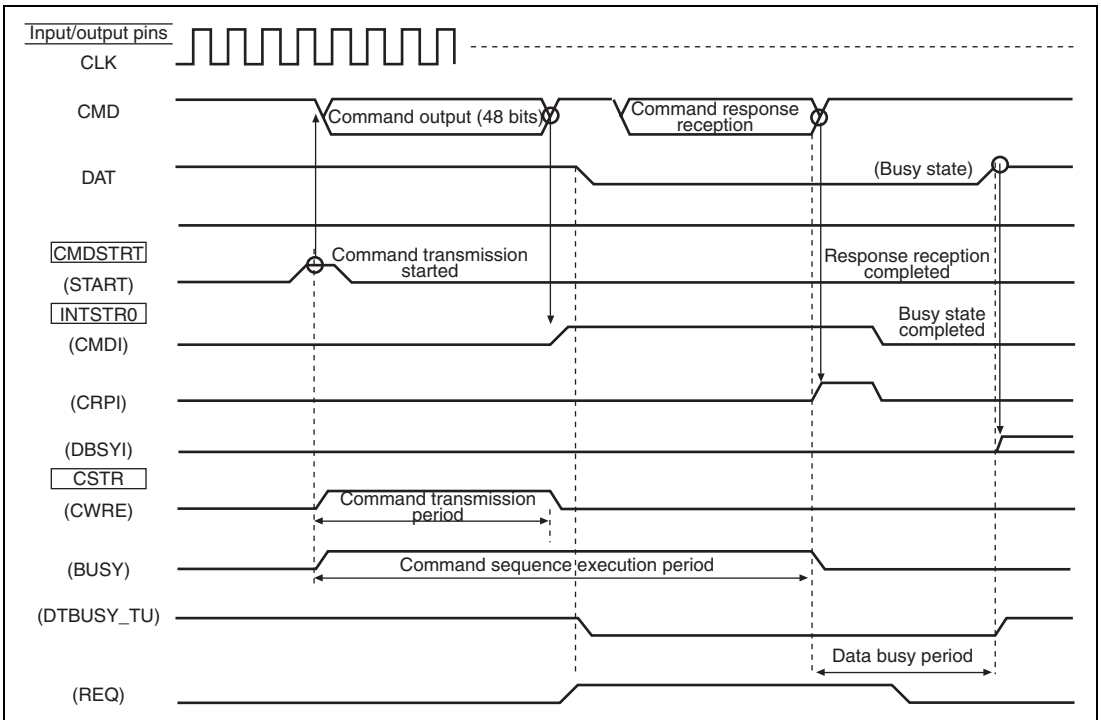 Input/output pins
CLK
CMD
Command output (48 bits)
Command response
reception
DAT
(Busy state)
CMDSTRT
(START)
Command transmission
started
Response reception
completed
INTSTR0
(CMDI)
Busy state
completed
(CRPI)
(DBSYI)
CSTR
(CWRE)
Command transmission
period
(BUSY)
Command sequence execution period
(DTBUSY_TU)
Data busy period
(REQ)